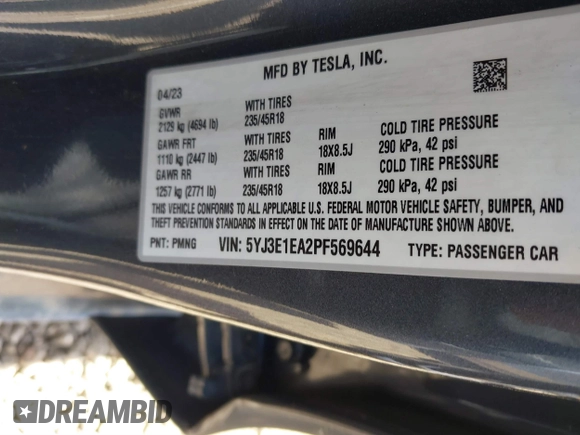 MFD BY TESLA, INC.
04/23
GVWR WITH TIRES
2129 kg (4694 lb) 235/45R18
GAWR FRT WITH TIRES RIM COLD TIRE PRESSURE
1110 kg (2447 lb) 235/45R18 18X8.5J 290 kPa, 42 psi
GAWR RR WITH TIRES RIM COLD TIRE PRESSURE
1257 kg (2771 lb) 235/45R18 18X8.5J 290 kPa, 42 psi
THIS VEHICLE CONFORMS TO ALL APPLICABLE U.S. FEDERAL MOTOR VEHICLE SAFETY, BUMPER, AND
THEFT PREVENTION STANDARDS IN EFFECT ON THE DATE OF MANUFACTURE SHOWN ABOVE.
PNT: PMNG VIN: 5YJ3E1EA2PF569644 TYPE: PASSENGER CAR
DREAMBID